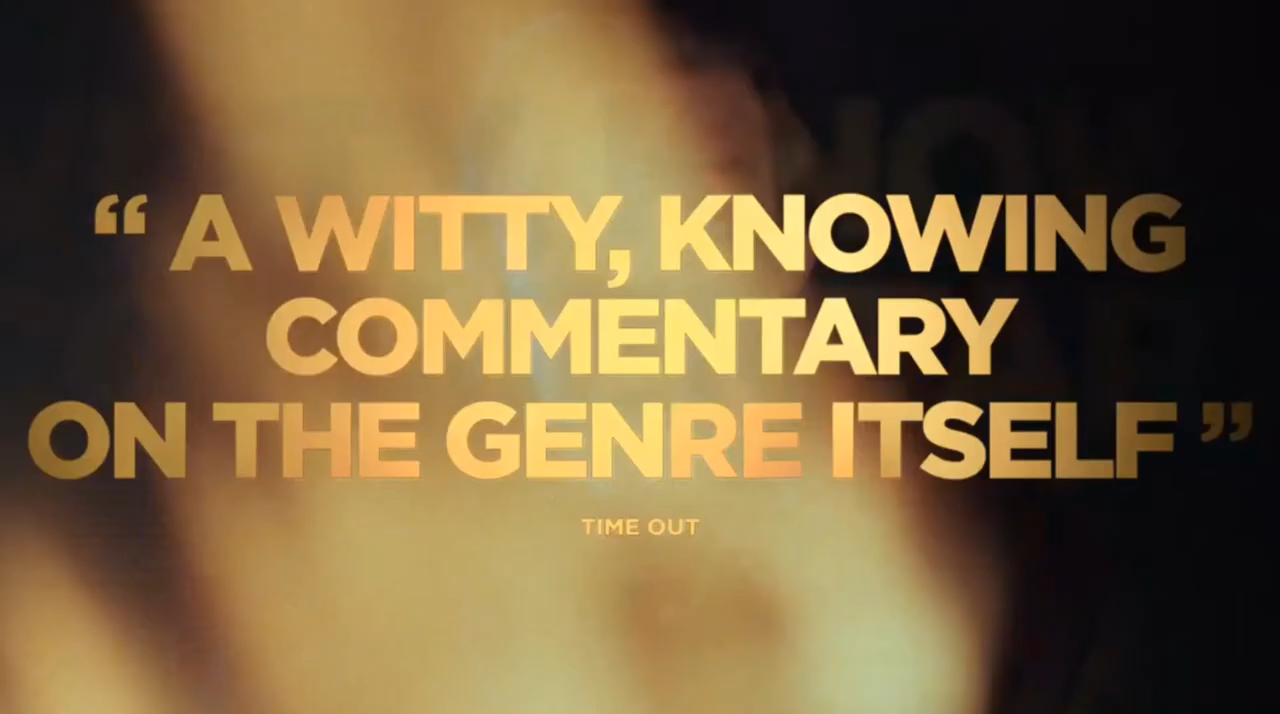 “ A WITTY, KNOWING
COMMENTARY
ON THE GENRE ITSELF ”
TIME OUT